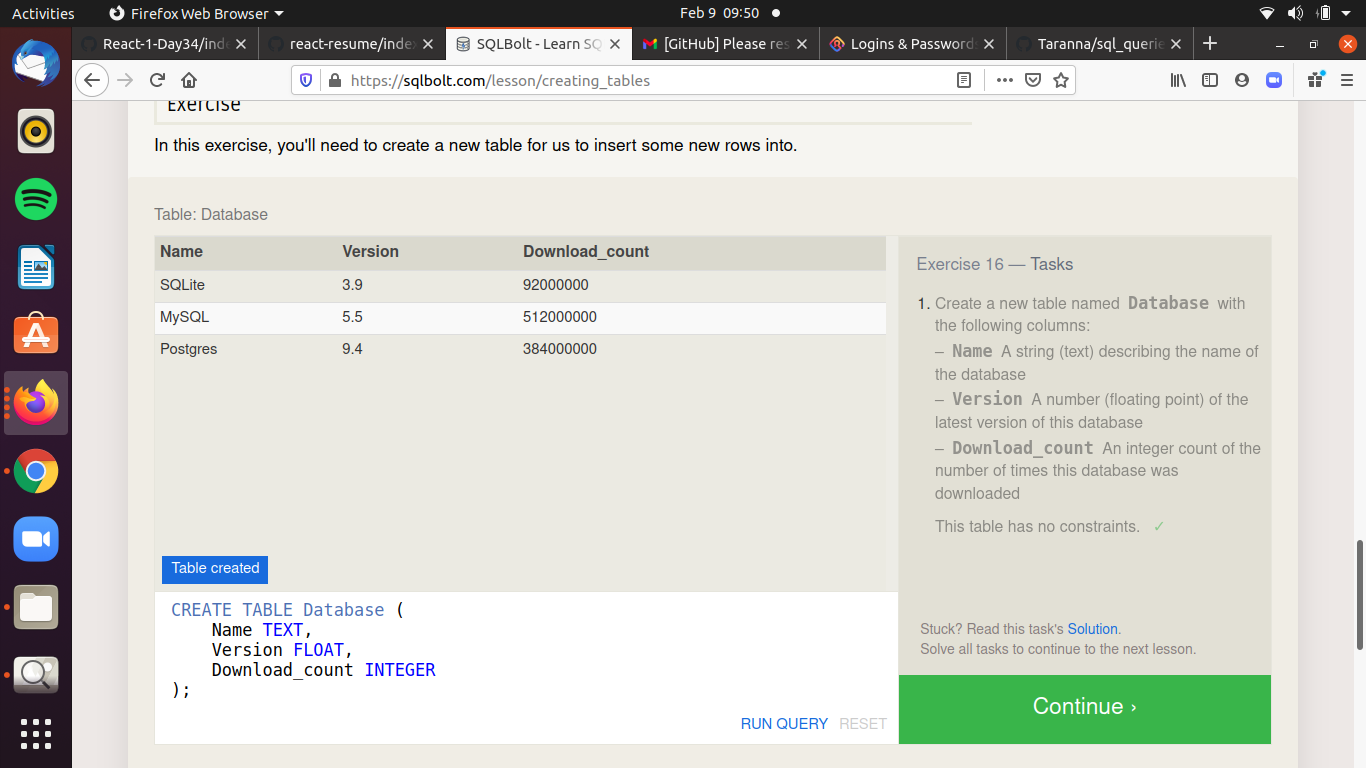 Activities
Firefox Web Browser
Feb 9 09:50
React-1-Day34/ind
react-resume/inde
SQLBolt - Learn SQ
[GitHub] Please res
Logins & Password
Taranna/sql_querie
https://sqlbolt.com/lesson/creating_tables
Exercise
In this exercise, you'll need to create a new table for us to insert some new rows into.
Table: Database
Name Version Download_count
SQLite 3.9 92000000
MySQL 5.5 512000000
Postgres 9.4 384000000
Table created
CREATE TABLE Database (
Name TEXT,
Version FLOAT,
Download_count INTEGER
);
RUN QUERY RESET
Exercise 16 — Tasks
1. Create a new table named Database with
the following columns:
– Name A string (text) describing the name of
the database
– Version A number (floating point) of the
latest version of this database
– Download_count An integer count of the
number of times this database was
downloaded
This table has no constraints. ✓
Stuck? Read this task's Solution.
Solve all tasks to continue to the next lesson.
Continue ›